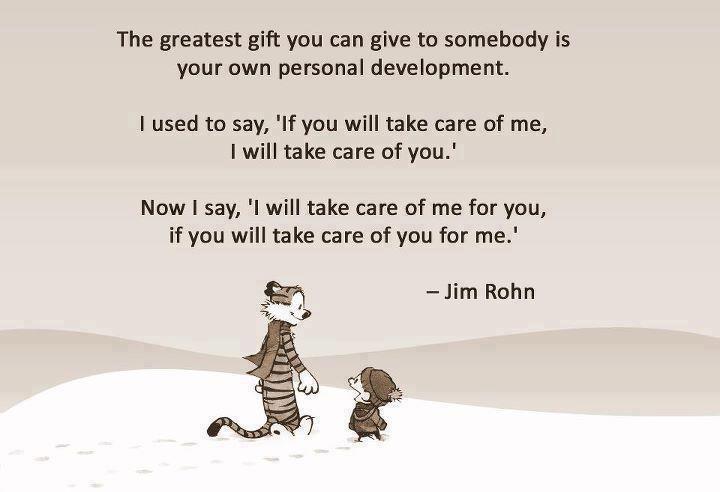 The greatest gift you can give to somebody is
your own personal development.
I used to say, 'If you will take care of me,
I will take care of you.'
Now I say, 'I will take care of me for you,
if you will take care of you for me.'
– Jim Rohn